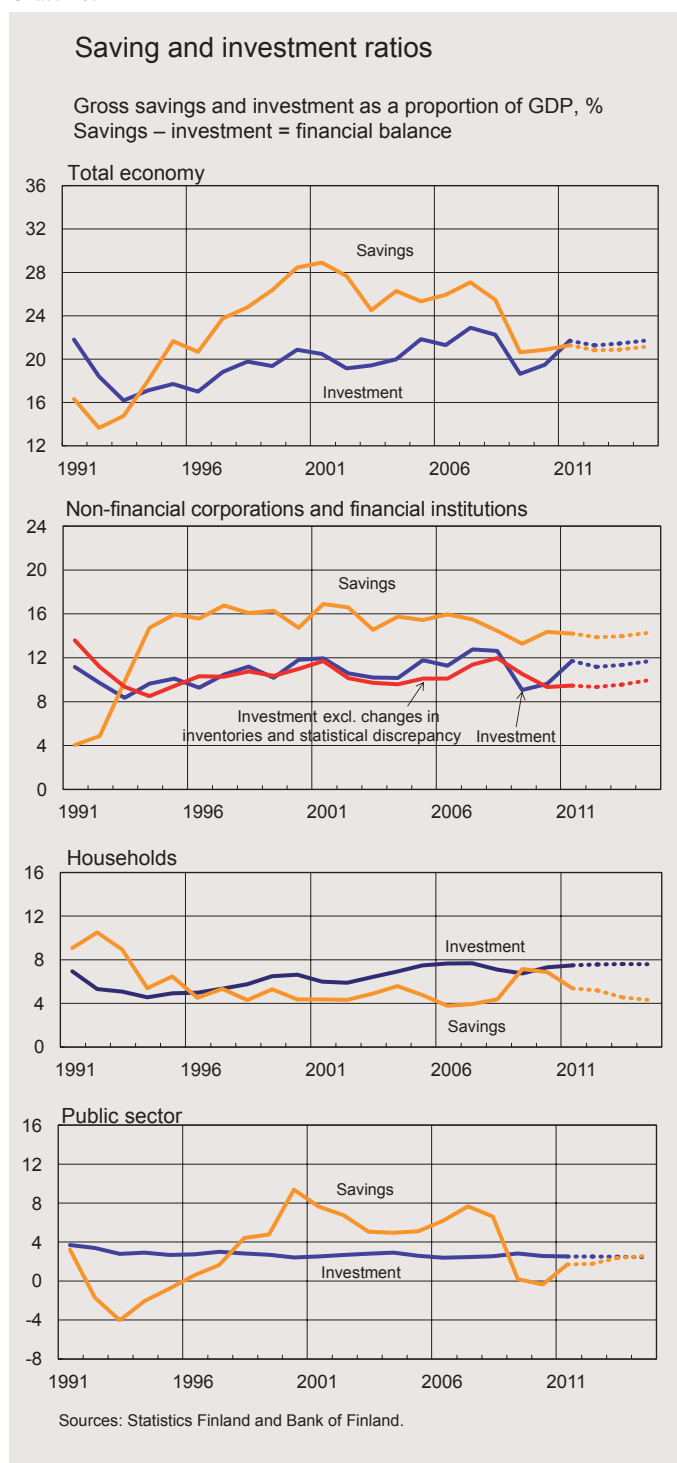 Saving and investment ratios
Gross savings and investment as a proportion of GDP, %
Savings – investment = financial balance
Total economy
36
32
28
24
20
16
12
Savings
Investment
1991 1996 2001 2006 2011
Non-financial corporations and financial institutions
24
20
16
12
8
4
0
Savings
Investment excl. changes in
inventories and statistical discrepancy
Investment
1991 1996 2001 2006 2011
Households
16
12
8
4
0
Investment
Savings
1991 1996 2001 2006 2011
Public sector
16
12
8
4
0
-4
-8
Savings
Investment
1991 1996 2001 2006 2011
Sources: Statistics Finland and Bank of Finland.